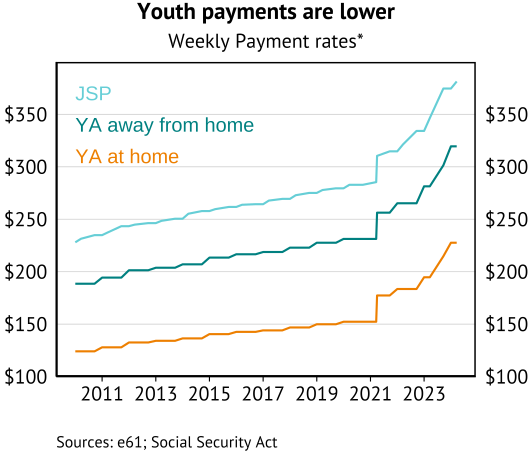 Youth payments are lower
Weekly Payment rates*
JSP
YA away from home
YA at home
$350 $350
$300 $300
$250 $250
$200 $200
$150 $150
$100 $100
2011 2013 2015 2017 2019 2021 2023
Sources: e61; Social Security Act